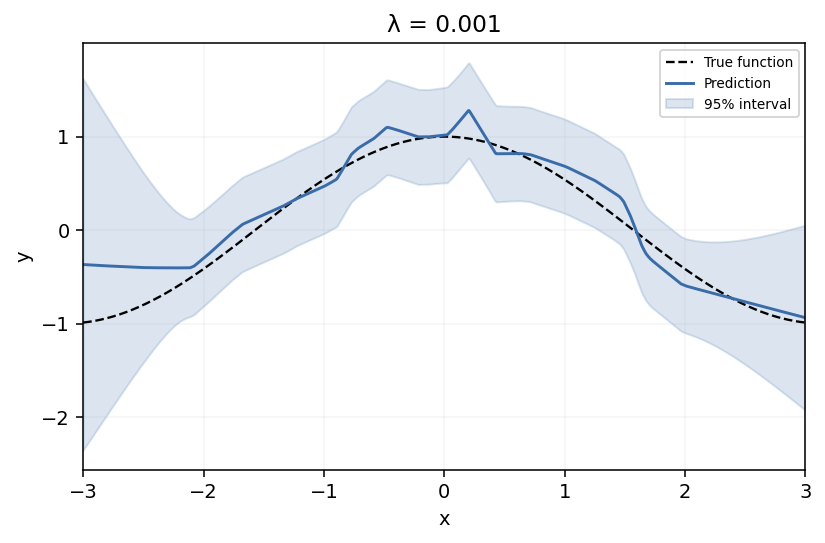 λ = 0.001
True function
Prediction
95% interval
y
1
0
−1
−2
−3
−2
−1
0
1
2
3
x